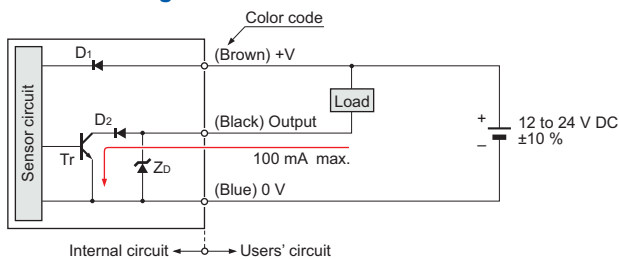 Color code
D1
(Brown) +V
Sensor circuit
Load
D2
(Black) Output
+
12 to 24 V DC
±10 %
–
Tr
ZD
100 mA max.
(Blue) 0 V
Internal circuit
Users' circuit